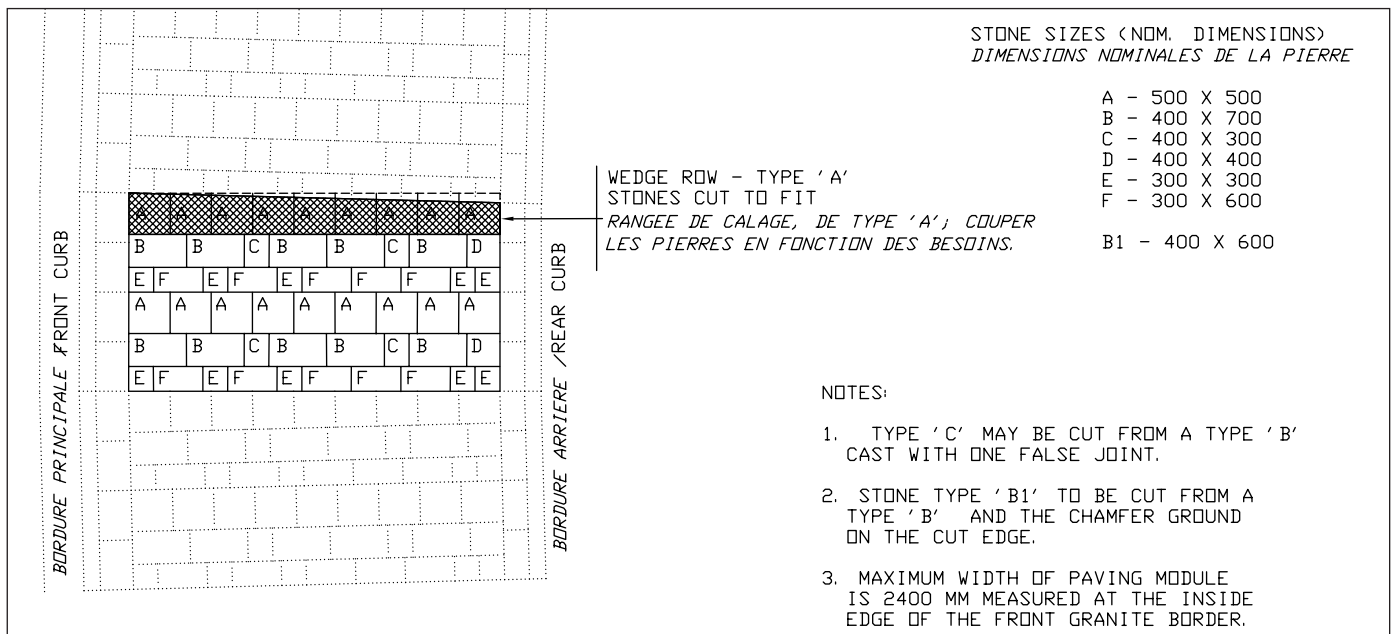 STONE SIZES (NOM. DIMENSIONS)
DIMENSIONS NOMINALES DE LA PIERRE
A - 500 X 500
B - 400 X 700
C - 400 X 300
D - 400 X 400
E - 300 X 300
F - 300 X 600
B1 - 400 X 600
WEDGE ROW - TYPE 'A'
STONES CUT TO FIT
RANGEE DE CALAGE, DE TYPE 'A'; COUPER
LES PIERRES EN FONCTION DES BESOINS.
BORDURE PRINCIPALE /FRONT CURB
A A A A A A A A A
B B C B B C B D
E F E F E F F F E E
A A A A A A A A A
B B C B B C B D
E F E F E F F F E E
BORDURE ARRIERE /REAR CURB
NOTES:
1. TYPE 'C' MAY BE CUT FROM A TYPE 'B'
CAST WITH ONE FALSE JOINT.
2. STONE TYPE 'B1' TO BE CUT FROM A
TYPE 'B' AND THE CHAMFER GROUND
ON THE CUT EDGE.
3. MAXIMUM WIDTH OF PAVING MODULE
IS 2400 MM MEASURED AT THE INSIDE
EDGE OF THE FRONT GRANITE BORDER.